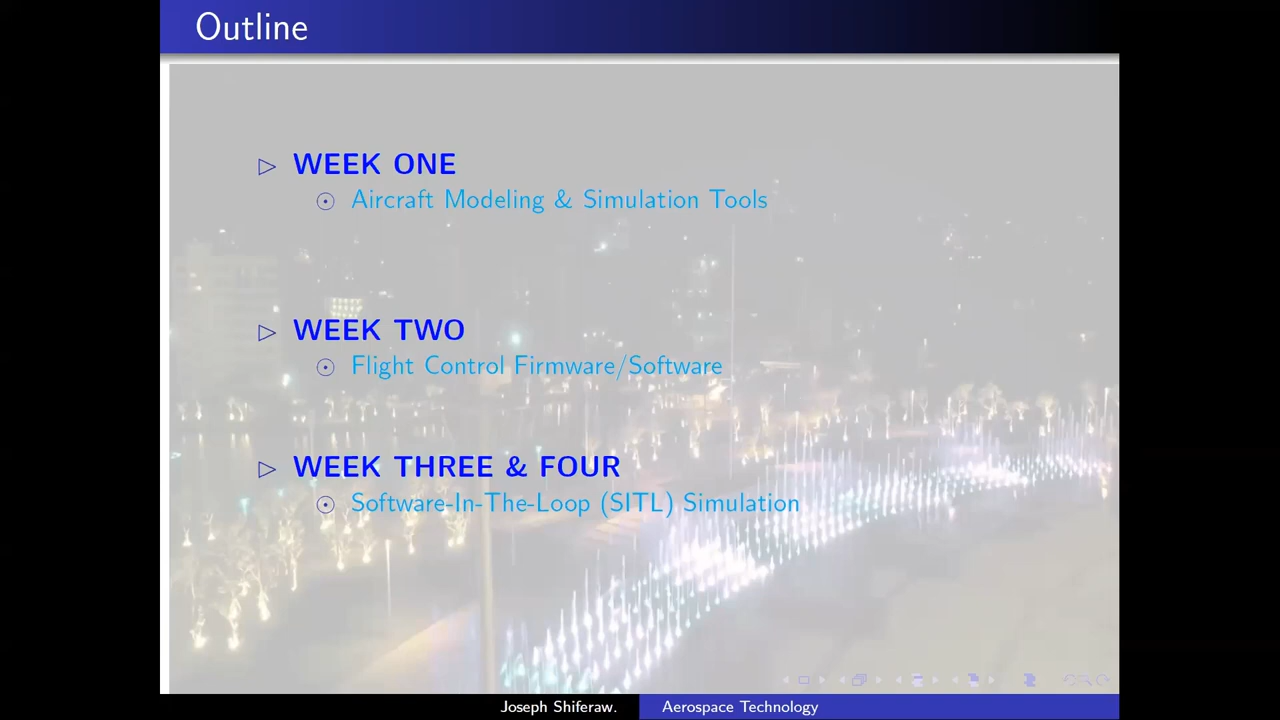 Outline
WEEK ONE
Aircraft Modeling & Simulation Tools
WEEK TWO
Flight Control Firmware/Software
WEEK THREE & FOUR
Software-In-The-Loop (SITL) Simulation
Joseph Shiferaw.
Aerospace Technology